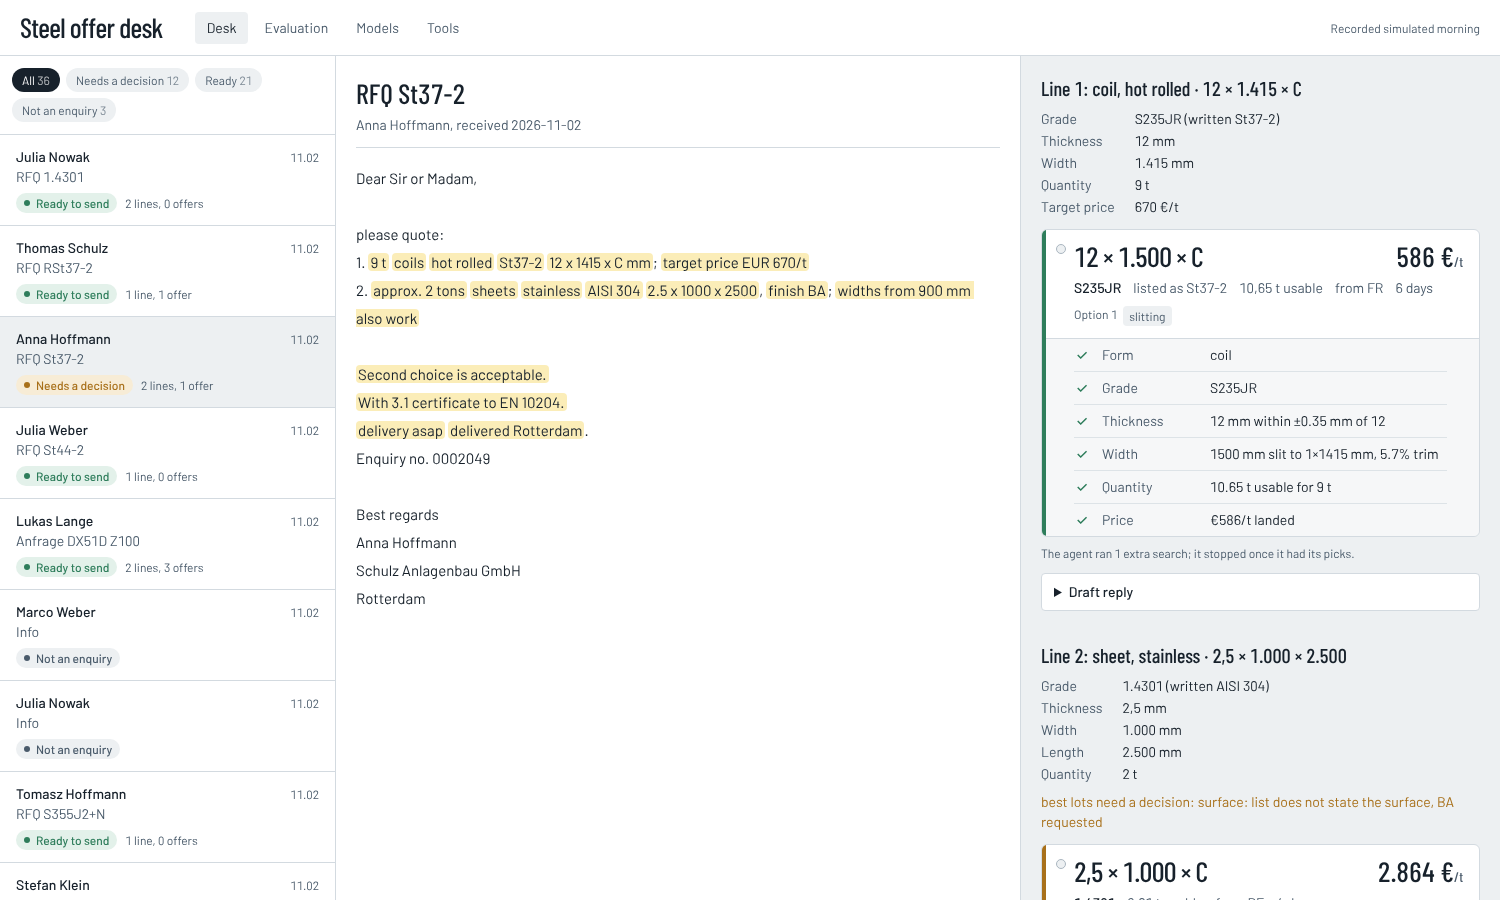 Steel offer desk
Desk
Evaluation
Models
Tools
Recorded simulated morning
All 36
Needs a decision 12
Ready 21
Not an enquiry 3
Julia Nowak 11.02
RFQ 1.4301
Ready to send 2 lines, 0 offers
Thomas Schulz 11.02
RFQ RSt37-2
Ready to send 1 line, 1 offer
Anna Hoffmann 11.02
RFQ St37-2
Needs a decision 2 lines, 1 offer
Julia Weber 11.02
RFQ St44-2
Ready to send 1 line, 0 offers
Lukas Lange 11.02
Anfrage DX51D Z100
Ready to send 2 lines, 3 offers
Marco Weber 11.02
Info
Not an enquiry
Julia Nowak 11.02
Info
Not an enquiry
Tomasz Hoffmann 11.02
RFQ S355J2+N
Ready to send 1 line, 0 offers
Stefan Klein 11.02
RFQ St37-2
Anna Hoffmann, received 2026-11-02
Dear Sir or Madam,
please quote:
1. 9 t coils hot rolled St37-2 12 x 1415 x C mm; target price EUR 670/t
2. approx. 2 tons sheets stainless AISI 304 2.5 x 1000 x 2500, finish BA; widths from 900 mm
also work
Second choice is acceptable.
With 3.1 certificate to EN 10204.
delivery asap delivered Rotterdam.
Enquiry no. 0002049
Best regards
Anna Hoffmann
Schulz Anlagenbau GmbH
Rotterdam
Line 1: coil, hot rolled · 12 × 1.415 × C
Grade S235JR (written St37-2)
Thickness 12 mm
Width 1.415 mm
Quantity 9 t
Target price 670 €/t
12 × 1.500 × C 586 €/t
S235JR listed as St37-2 10,65 t usable from FR 6 days
Option 1 slitting
Form coil
Grade S235JR
Thickness 12 mm within ±0.35 mm of 12
Width 1500 mm slit to 1×1415 mm, 5.7% trim
Quantity 10.65 t usable for 9 t
Price €586/t landed
The agent ran 1 extra search; it stopped once it had its picks.
Draft reply
Line 2: sheet, stainless · 2,5 × 1.000 × 2.500
Grade 1.4301 (written AISI 304)
Thickness 2,5 mm
Width 1.000 mm
Length 2.500 mm
Quantity 2 t
best lots need a decision: surface: list does not state the surface, BA
requested
2,5 × 1.000 × C 2.864 €/t